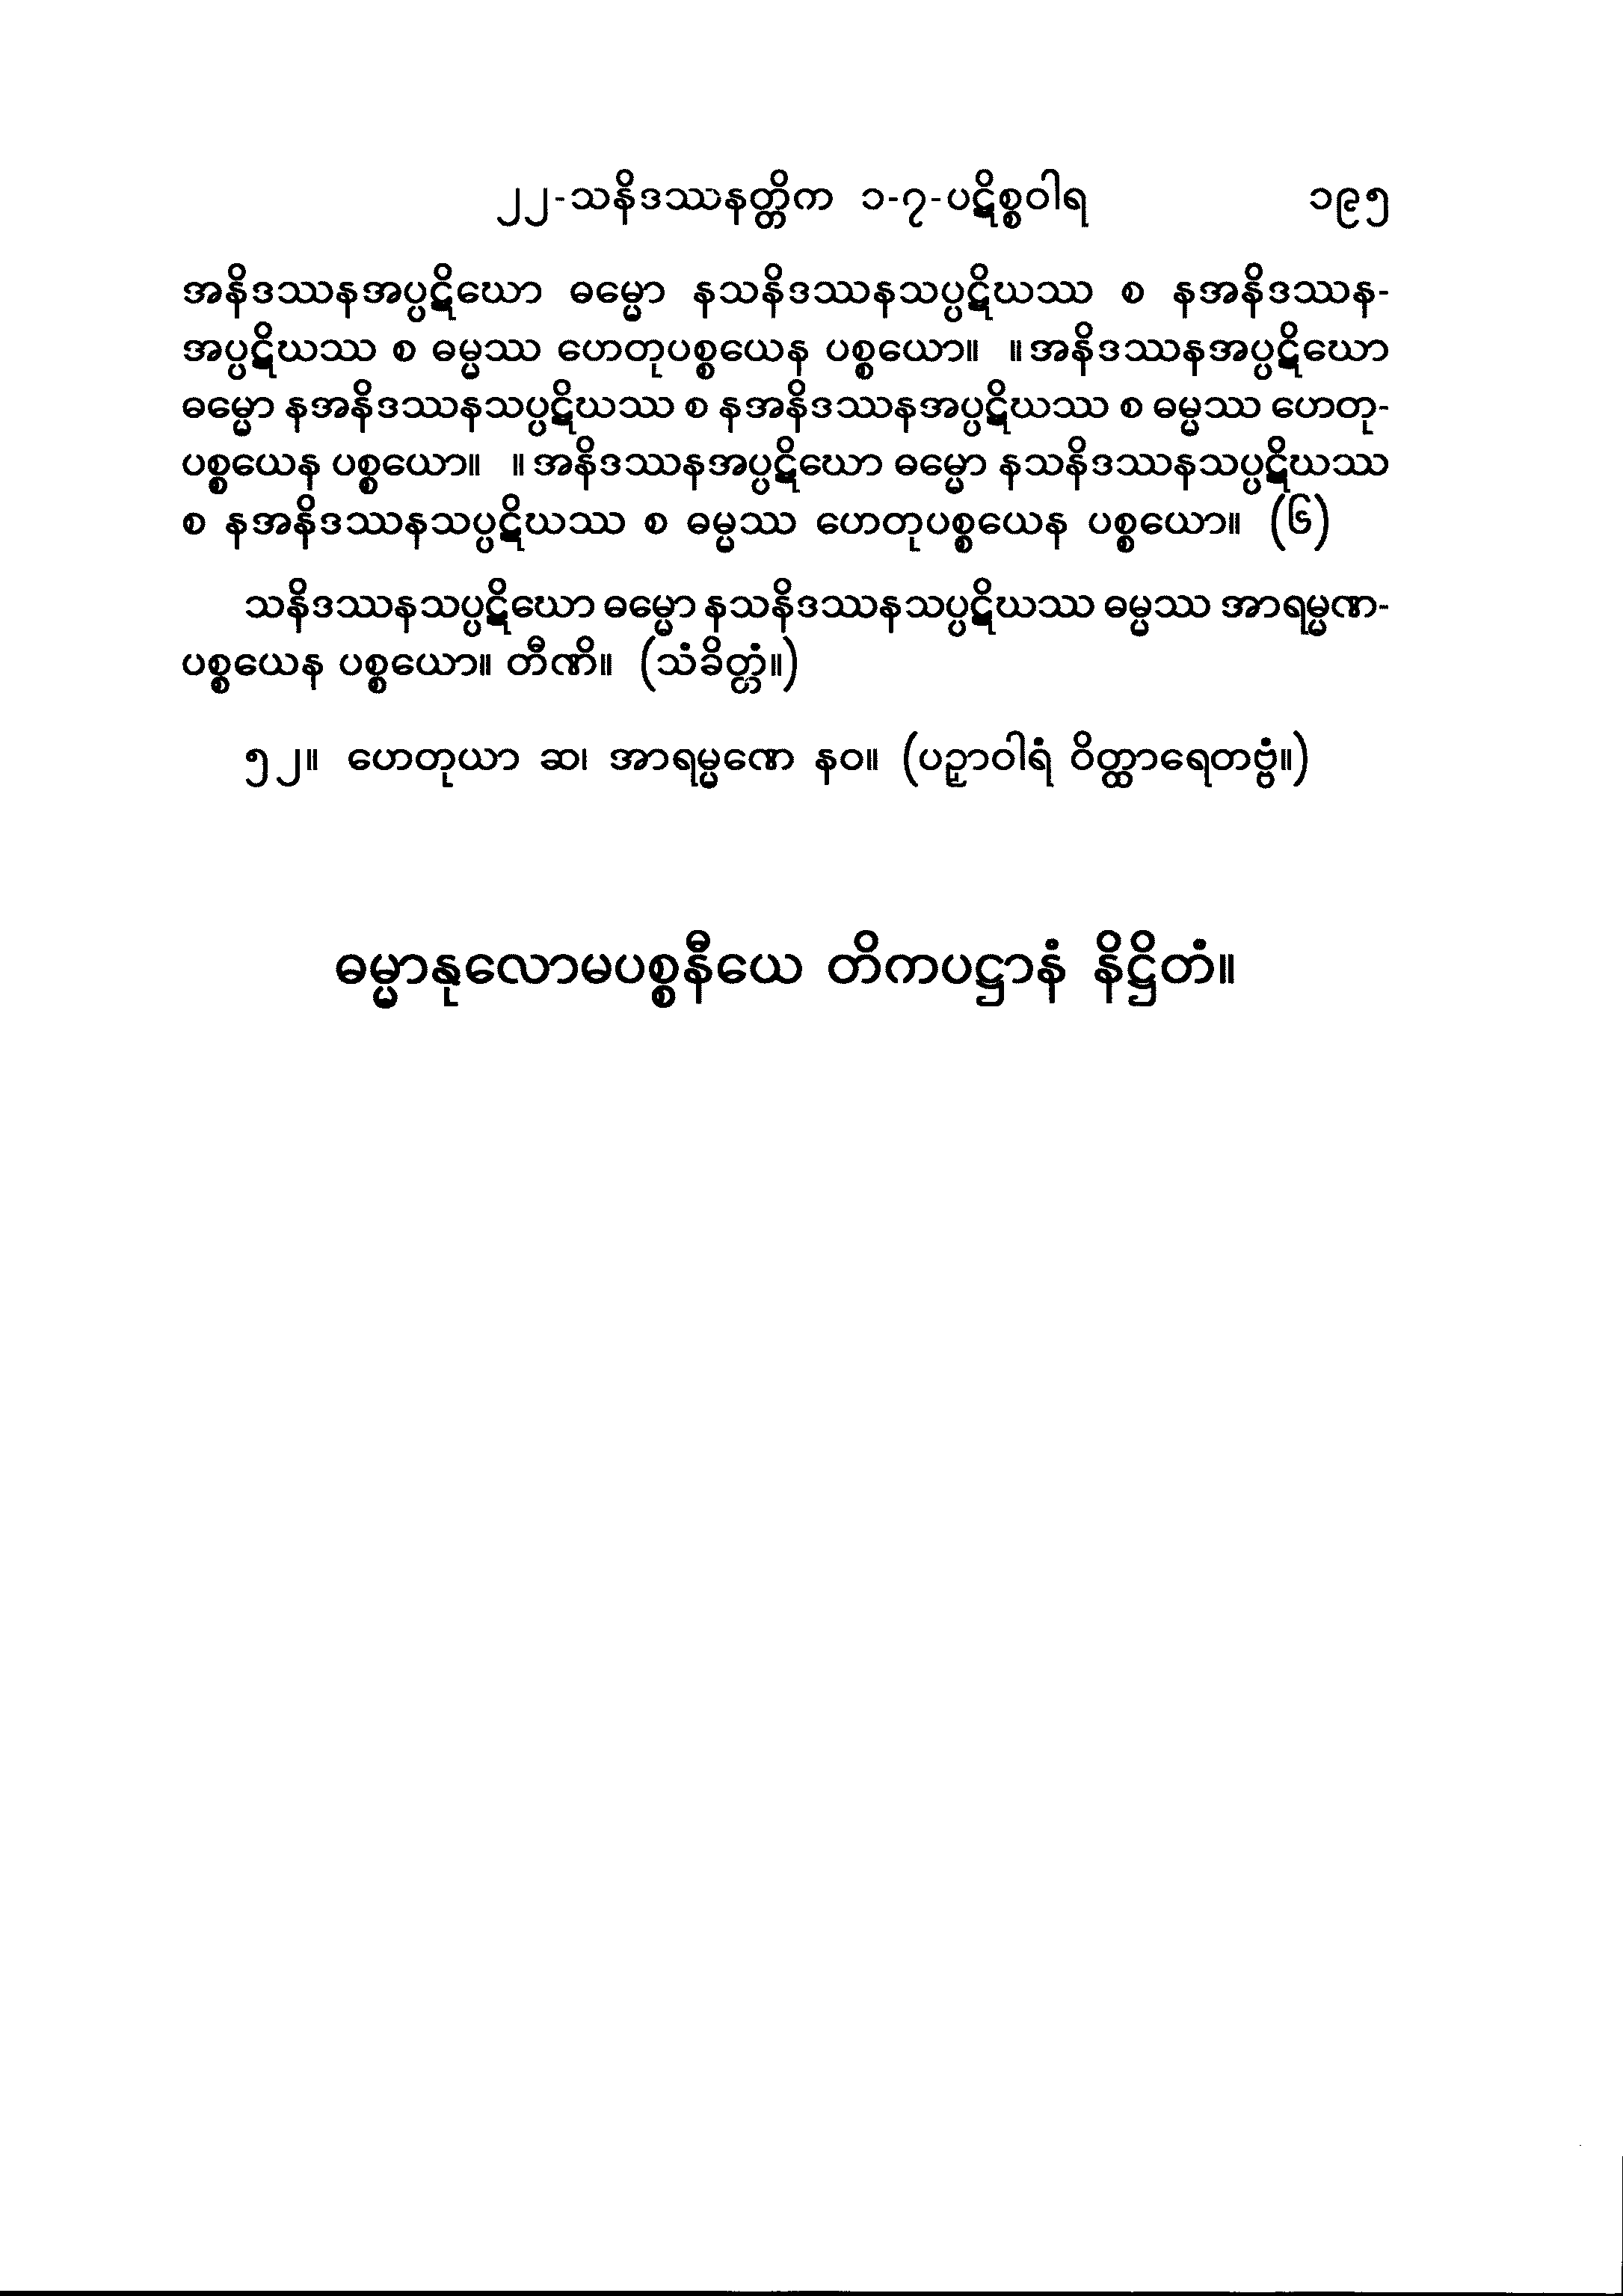 ၂၂-သနိဒဿနတ္တိက ၁-၇-ပဋိစ္စဝါရ ၁၉၅
အနိဒဿနအပ္ပဋိဃော ဓမ္မော နသနိဒဿနသပ္ပဋိဃဿ စ နအနိဒဿန-
အပ္ပဋိဃဿ စ ဓမ္မဿ ဟေတုပစ္စယေန ပစ္စယော။ ။အနိဒဿနအပ္ပဋိဃော
ဓမ္မော နအနိဒဿနသပ္ပဋိဃဿ စ နအနိဒဿနအပ္ပဋိဃဿ စ ဓမ္မဿ ဟေတု-
ပစ္စယေန ပစ္စယော။ ။အနိဒဿနအပ္ပဋိဃော ဓမ္မော နသနိဒဿနသပ္ပဋိဃဿ
စ နအနိဒဿနသပ္ပဋိဃဿ စ ဓမ္မဿ ဟေတုပစ္စယေန ပစ္စယော။ (၆)
သနိဒဿနသပ္ပဋိဃော ဓမ္မော နသနိဒဿနသပ္ပဋိဃဿ ဓမ္မဿ အာရမ္မဏ-
ပစ္စယေန ပစ္စယော။ တီဏိ။ (သံခိတ္တံ။)
၅၂။ ဟေတုယာ ဆ၊ အာရမ္မဏေ နဝ။ (ပဉှာဝါရံ ဝိတ္ထာရေတဗ္ဗံ။)
ဓမ္မာနုလောမပစ္စနီယေ တိကပဋ္ဌာနံ နိဋ္ဌိတံ။